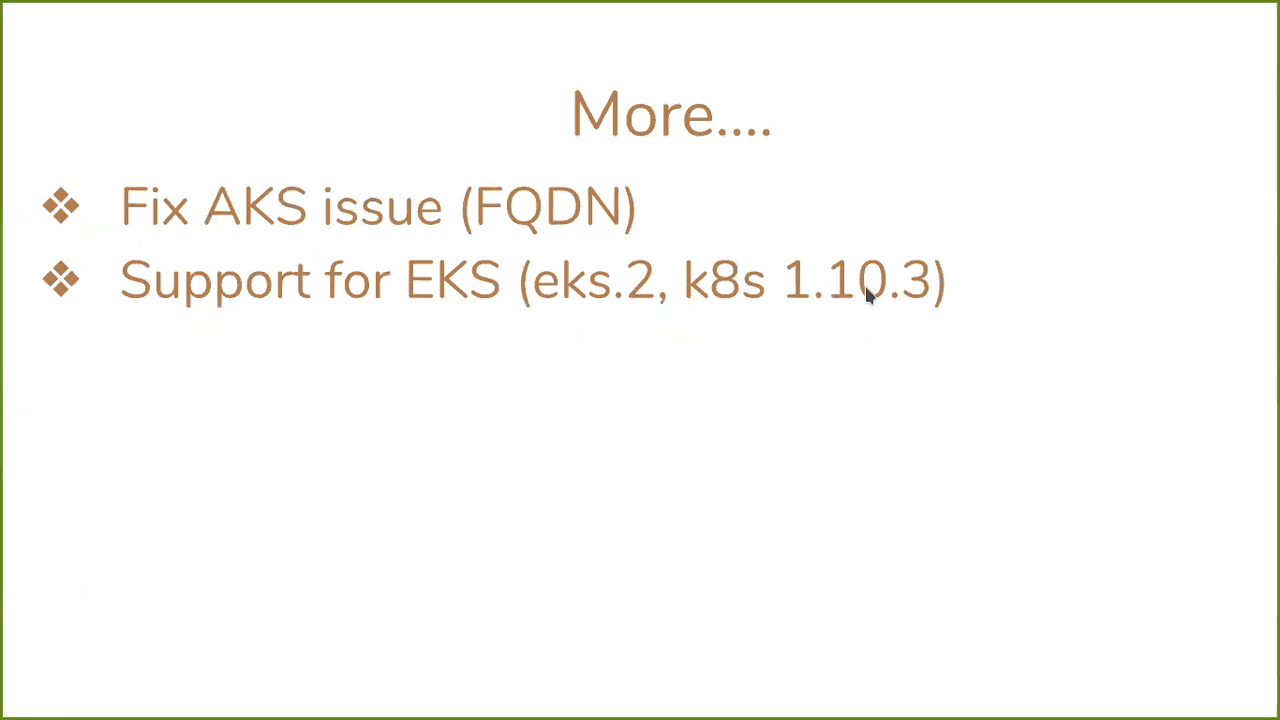 More....
❖ Fix AKS issue (FQDN)
❖ Support for EKS (eks.2, k8s 1.10.3)